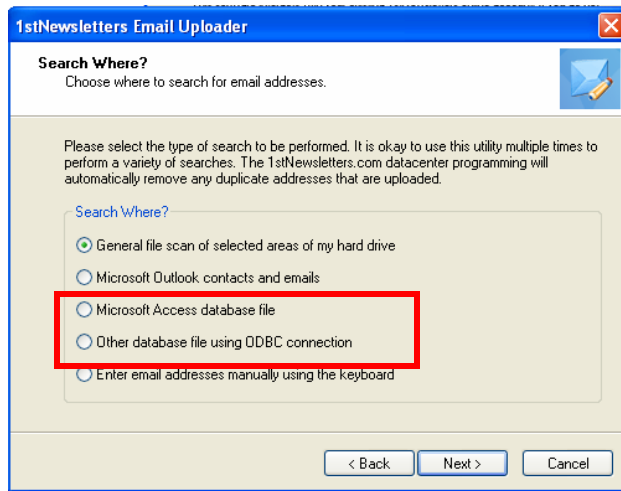 1stNewsletters Email Uploader
Search Where?
Choose where to search for email addresses.
Please select the type of search to be performed. It is okay to use this utility multiple times to
perform a variety of searches. The 1stNewsletters.com datacenter programming will
automatically remove any duplicate addresses that are uploaded.
Search Where?
General file scan of selected areas of my hard drive
Microsoft Outlook contacts and emails
Microsoft Access database file
Other database file using ODBC connection
Enter email addresses manually using the keyboard
< Back
Next >
Cancel